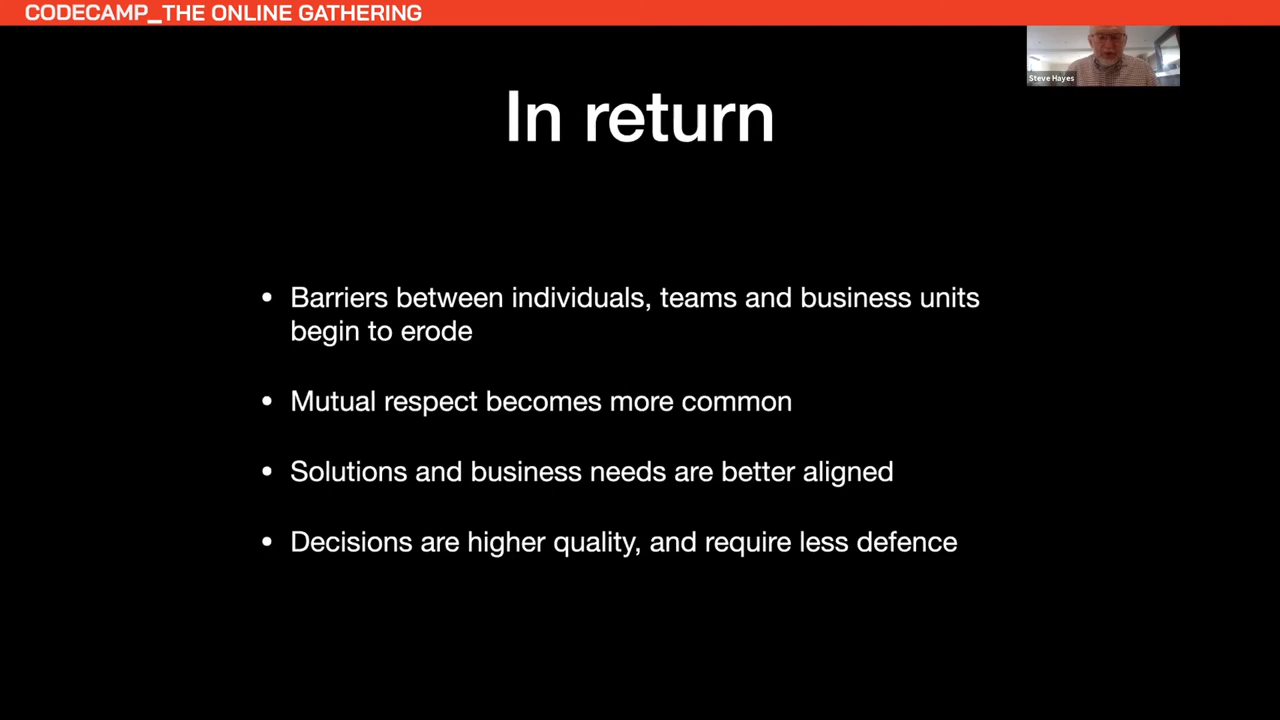 CODECAMP_THE ONLINE GATHERING
Steve Hayes
In return
• Barriers between individuals, teams and business units
begin to erode
• Mutual respect becomes more common
• Solutions and business needs are better aligned
• Decisions are higher quality, and require less defence